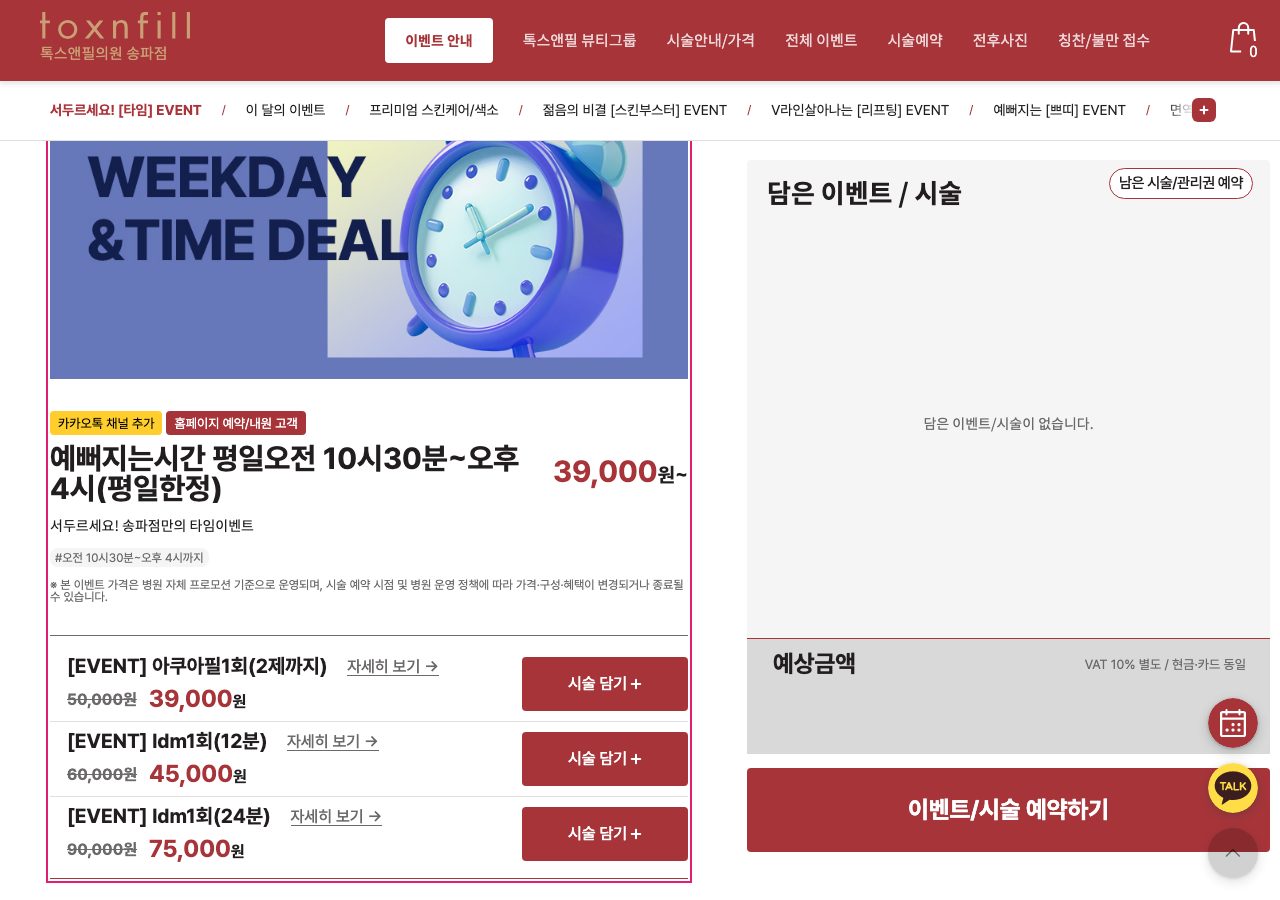 toxnfill
톡스앤필의원 송파점
이벤트 안내
톡스앤필 뷰티그룹
시술안내/가격
전체 이벤트
시술예약
전후사진
칭찬/불만 접수
0
서두르세요! [타임] EVENT / 이 달의 이벤트 / 프리미엄 스킨케어/색소 / 젊음의 비결 [스킨부스터] EVENT / V라인살아나는 [리프팅] EVENT / 예뻐지는 [쁘띠] EVENT /
+
WEEKDAY
&TIME DEAL
카카오톡 채널 추가
홈페이지 예약/내원 고객
예뻐지는시간 평일오전 10시30분~오후
4시(평일한정)
39,000원~
서두르세요! 송파점만의 타임이벤트
#오전 10시30분~오후 4시까지
※ 본 이벤트 가격은 병원 자체 프로모션 기준으로 운영되며, 시술 예약 시점 및 병원 운영 정책에 따라 가격·구성·혜택이 변경되거나 종료될
수 있습니다.
[EVENT] 아쿠아필1회(2제까지) 자세히 보기 →
50,000원 39,000원
시술 담기 +
[EVENT] ldm1회(12분) 자세히 보기 →
60,000원 45,000원
시술 담기 +
[EVENT] ldm1회(24분) 자세히 보기 →
90,000원 75,000원
시술 담기 +
담은 이벤트 / 시술
남은 시술/관리권 예약
담은 이벤트/시술이 없습니다.
예상금액
VAT 10% 별도 / 현금·카드 동일
TALK
이벤트/시술 예약하기